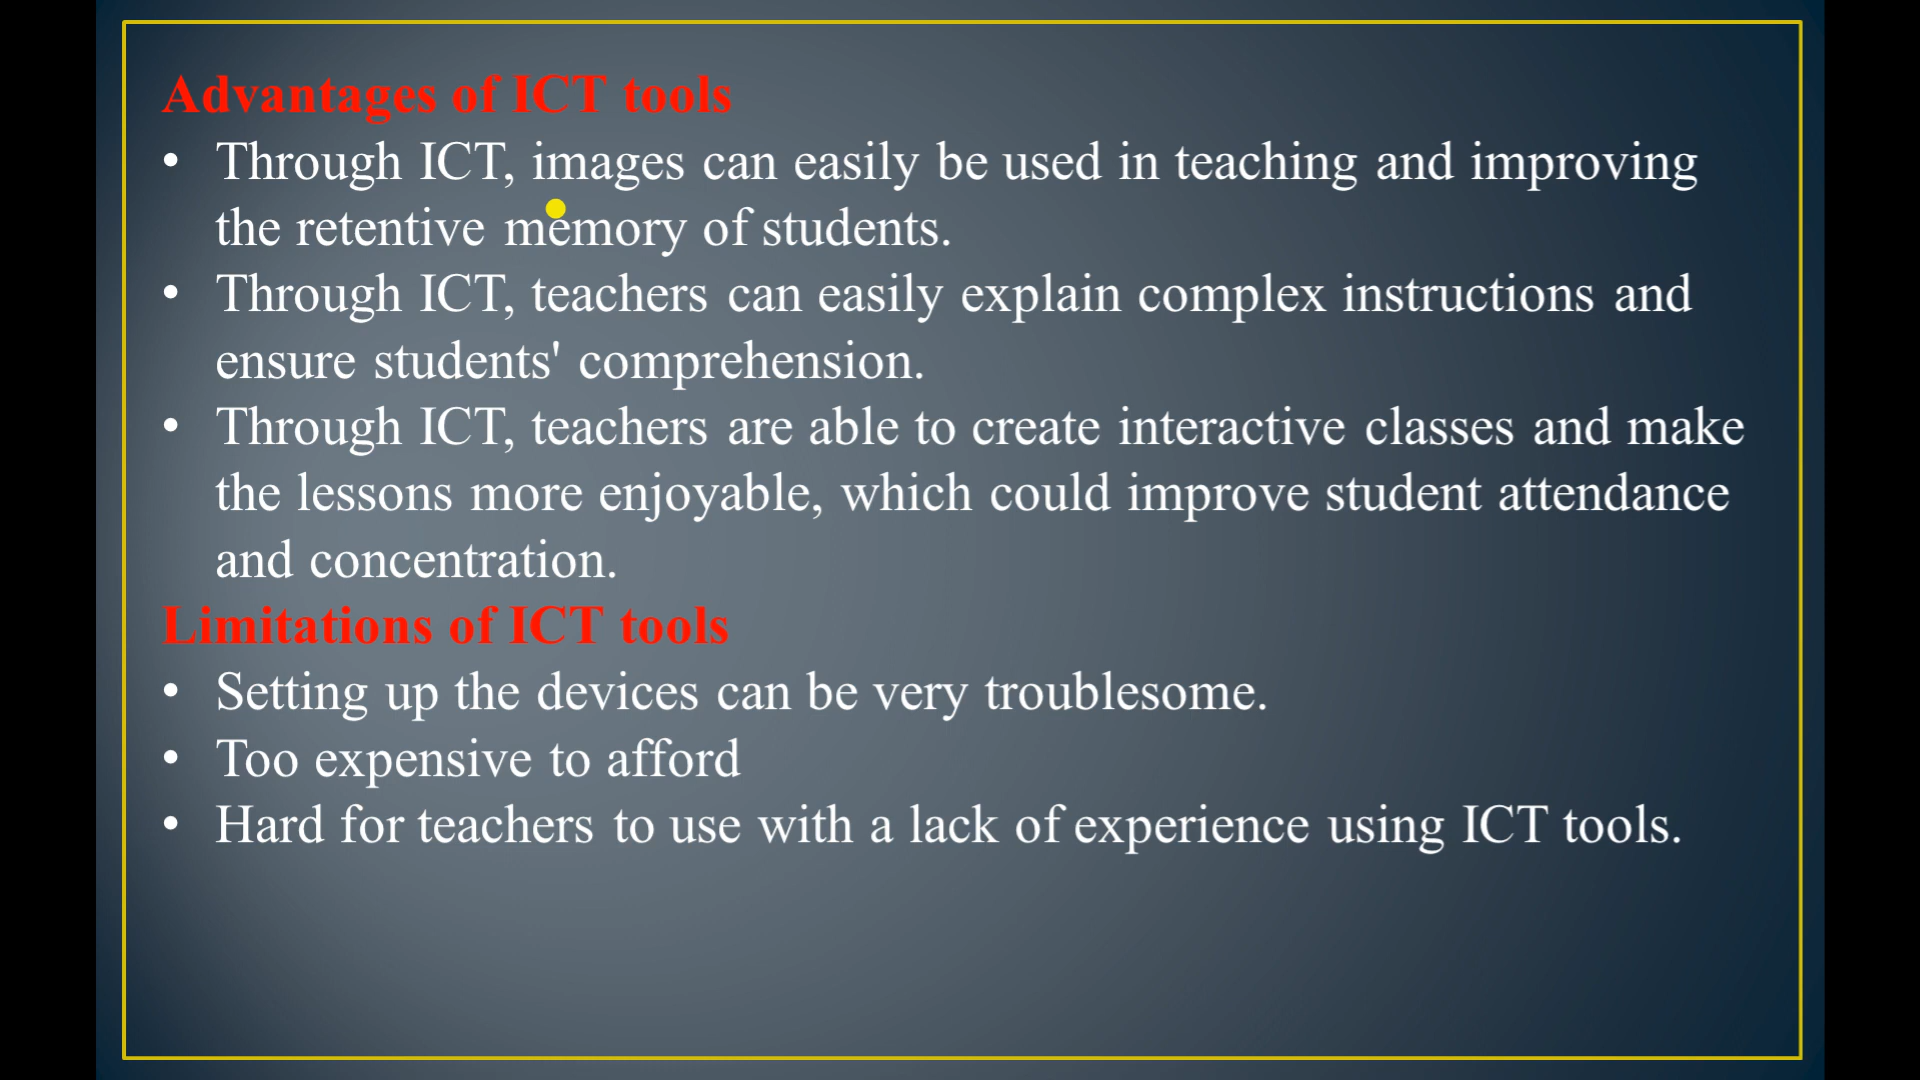 Advantages of ICT tools
• Through ICT, images can easily be used in teaching and improving
the retentive memory of students.
• Through ICT, teachers can easily explain complex instructions and
ensure students' comprehension.
• Through ICT, teachers are able to create interactive classes and make
the lessons more enjoyable, which could improve student attendance
and concentration.
Limitations of ICT tools
• Setting up the devices can be very troublesome.
• Too expensive to afford
• Hard for teachers to use with a lack of experience using ICT tools.